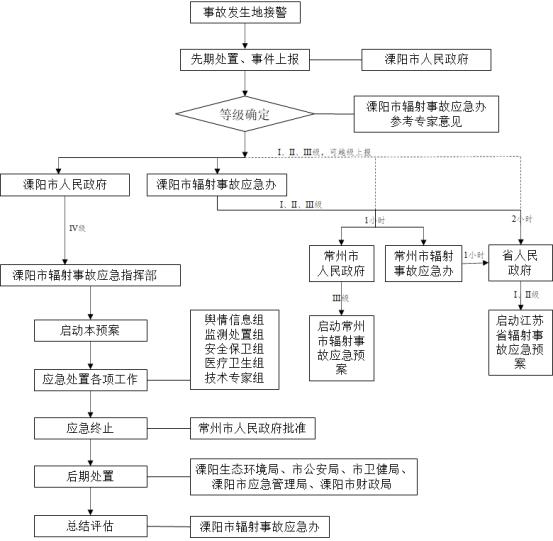 事故发生地接警
先期处置、事件上报
溧阳市人民政府
等级确定
溧阳市辐射事故应急办
参考专家意见
Ⅰ、Ⅱ、Ⅲ级，可越级上报
溧阳市人民政府
溧阳市辐射事故应急办
Ⅰ、Ⅱ、Ⅲ级
1小时
2小时
Ⅳ级
常州市
人民政府
常州市辐射
事故应急办
1小时
省人民
政府
溧阳市辐射事故应急指挥部
Ⅲ级
Ⅰ、Ⅱ级
启动本预案
舆情信息组
监测处置组
安全保卫组
医疗卫生组
技术专家组
启动常州
市辐射事
故应急预
案
启动江苏
省辐射事
故应急预
案
应急处置各项工作
应急终止
常州市人民政府批准
后期处置
溧阳生态环境局、市公安局、市卫健局、
溧阳市应急管理局、溧阳市财政局
总结评估
溧阳市辐射事故应急办